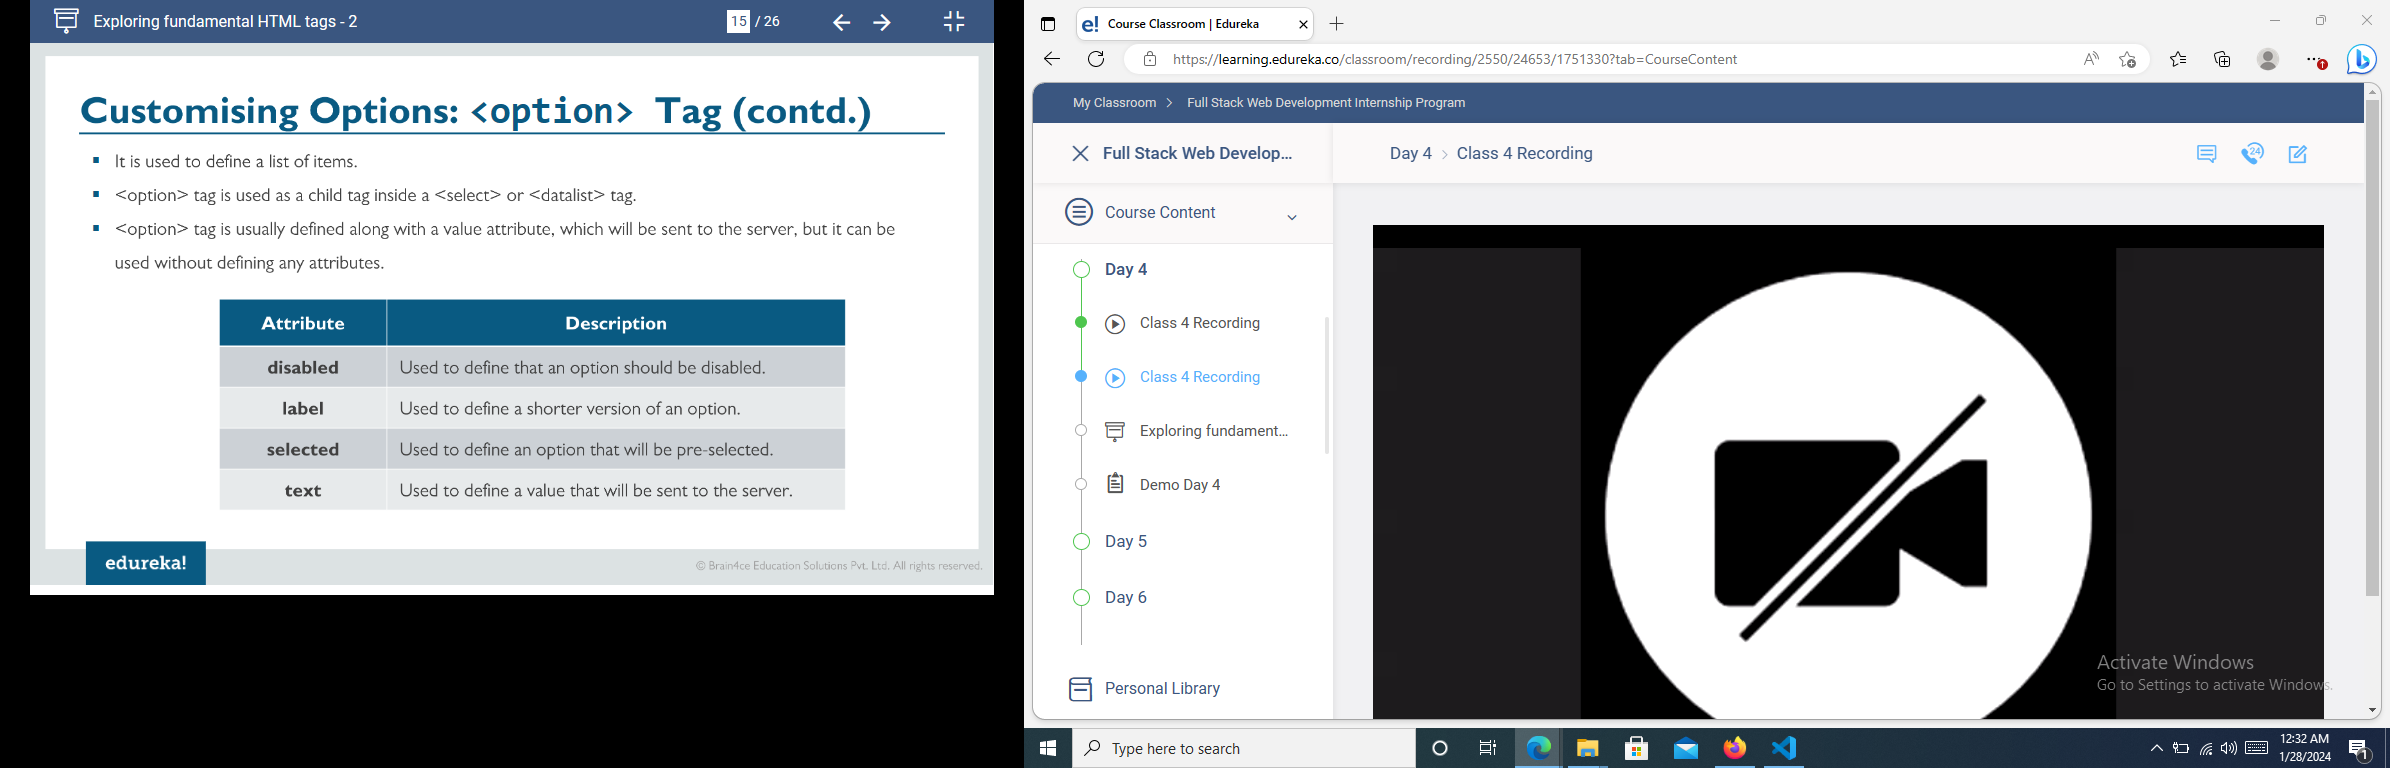 Exploring fundamental HTML tags - 2
15 / 26
Customising Options: <option> Tag (contd.)
▪ It is used to define a list of items.
▪ <option> tag is used as a child tag inside a <select> or <datalist> tag.
▪ <option> tag is usually defined along with a value attribute, which will be sent to the server, but it can be
used without defining any attributes.
Attribute Description
disabled Used to define that an option should be disabled.
label Used to define a shorter version of an option.
selected Used to define an option that will be pre-selected.
text Used to define a value that will be sent to the server.
edureka!
© Brain4ce Education Solutions Pvt. Ltd. All rights reserved.
e! Course Classroom | Edureka
https://learning.edureka.co/classroom/recording/2550/24653/1751330?tab=CourseContent
My Classroom > Full Stack Web Development Internship Program
Full Stack Web Develop...
Day 4 > Class 4 Recording
24
Course Content
Day 4
Class 4 Recording
Class 4 Recording
Exploring fundament...
Demo Day 4
Day 5
Day 6
Personal Library
Activate Windows
Go to Settings to activate Windows.
Type here to search
12:32 AM
1/28/2024
1